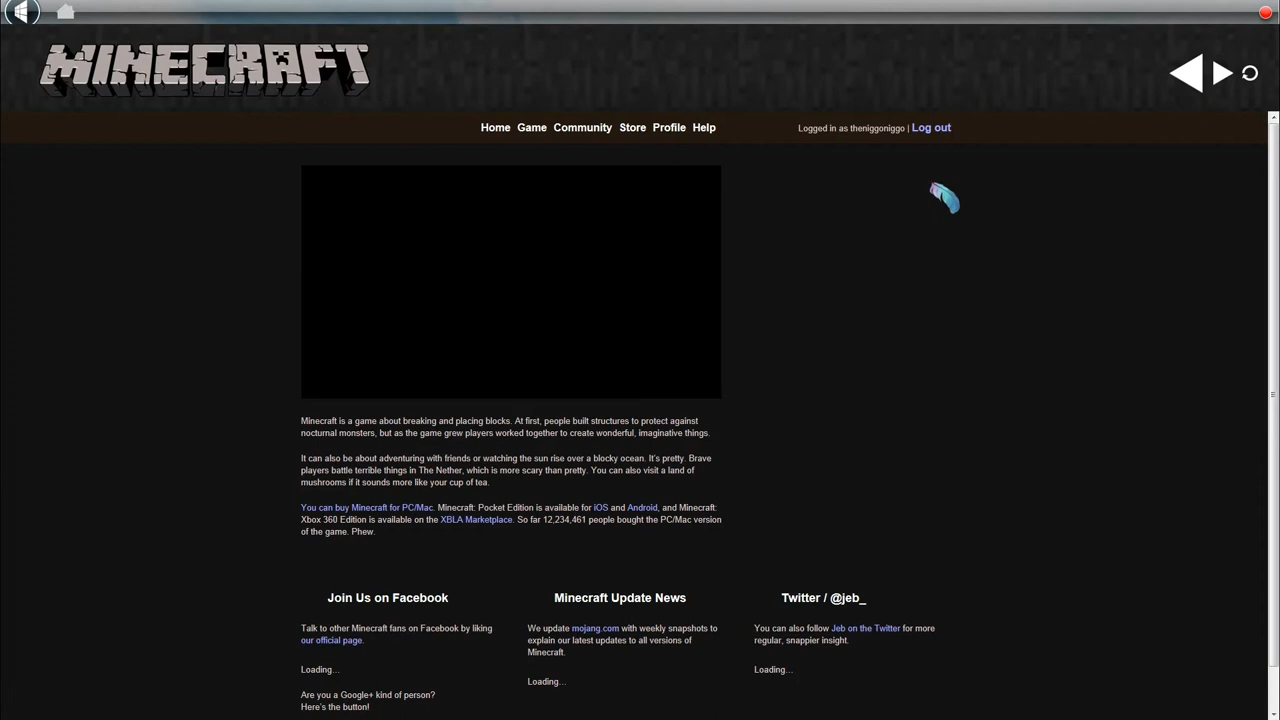 MINECRAFT
Home Game Community Store Profile Help
Logged in as theniggoniggo | Log out
Minecraft is a game about breaking and placing blocks. At first, people built structures to protect against
nocturnal monsters, but as the game grew players worked together to create wonderful, imaginative things.
It can also be about adventuring with friends or watching the sun rise over a blocky ocean. It's pretty. Brave
players battle terrible things in The Nether, which is more scary than pretty. You can also visit a land of
mushrooms if it sounds more like your cup of tea.
You can buy Minecraft for PC/Mac. Minecraft: Pocket Edition is available for iOS and Android, and Minecraft:
Xbox 360 Edition is available on the XBLA Marketplace. So far 12,234,461 people bought the PC/Mac version
of the game. Phew.
Join Us on Facebook
Talk to other Minecraft fans on Facebook by liking
our official page.
Loading...
Are you a Google+ kind of person?
Here's the button!
Minecraft Update News
We update mojang.com with weekly snapshots to
explain our latest updates to all versions of
Minecraft.
Loading...
Twitter / @jeb_
You can also follow Jeb on the Twitter for more
regular, snappier insight.
Loading...